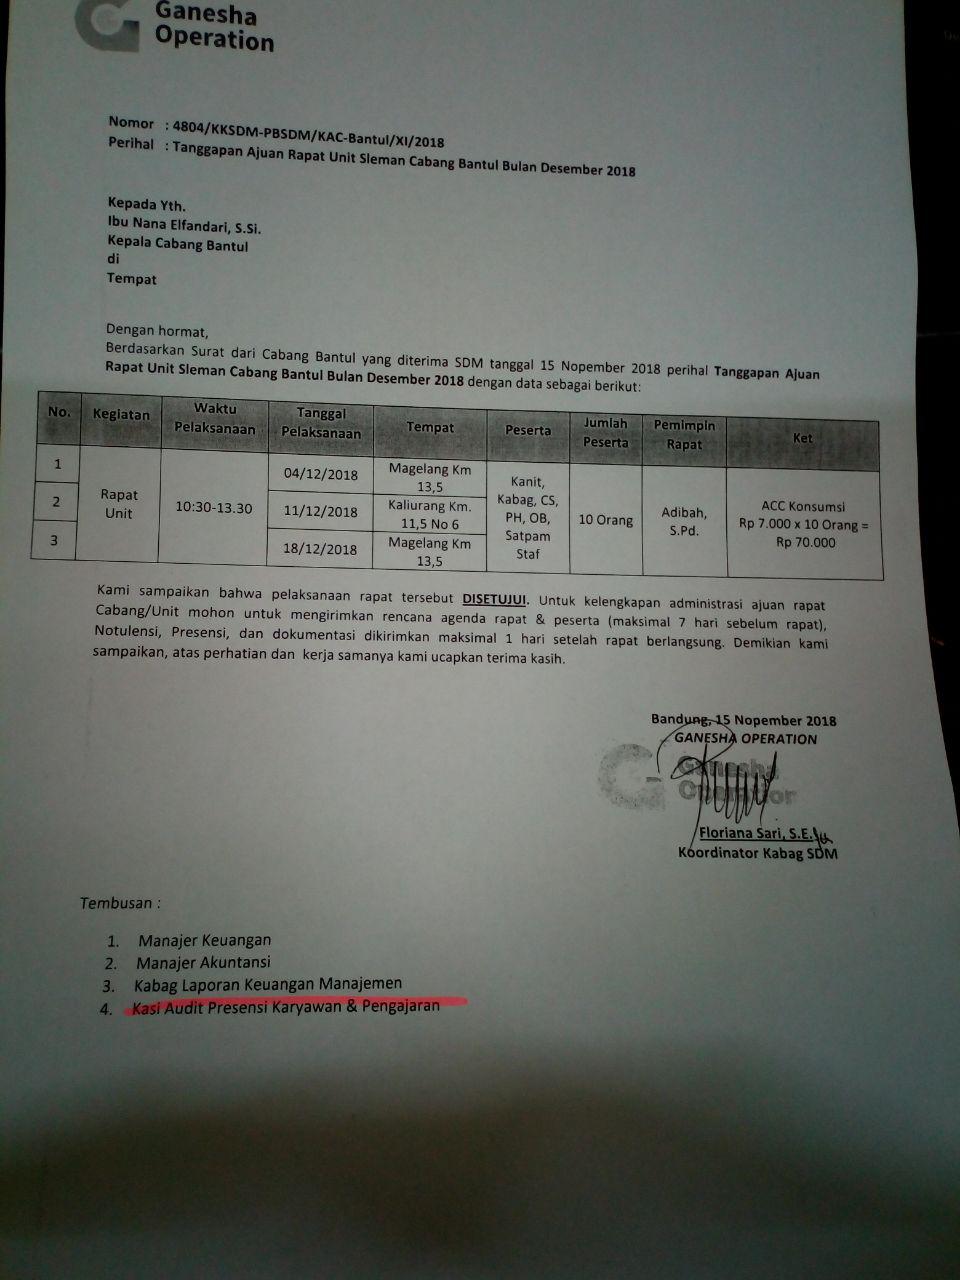 Ganesha
Operation
Nomor : 4804/KKSDM-PBSDM/KAC-Bantul/XI/2018
Perihal : Tanggapan Ajuan Rapat Unit Sleman Cabang Bantul Bulan Desember 2018
Kepada Yth.
Ibu Nana Elfandari, S.Si.
Kepala Cabang Bantul
di
Tempat
Dengan hormat,
Berdasarkan Surat dari Cabang Bantul yang diterima SDM tanggal 15 Nopember 2018 perihal Tanggapan Ajuan
Rapat Unit Sleman Cabang Bantul Bulan Desember 2018 dengan data sebagai berikut:
No. Kegiatan Waktu Pelaksanaan Tanggal Pelaksanaan Tempat Peserta Jumlah Peserta Pemimpin Rapat Ket
1 04/12/2018 Magelang Km 13,5
2 Rapat Unit 10:30-13.30 11/12/2018 Kaliurang Km. 11,5 No 6 Kanit, Kabag, CS, PH, OB, Satpam Staf 10 Orang Adibah, S.Pd. ACC Konsumsi Rp 7.000 x 10 Orang = Rp 70.000
3 18/12/2018 Magelang Km 13,5
Kami sampaikan bahwa pelaksanaan rapat tersebut DISETUJUI. Untuk kelengkapan administrasi ajuan rapat
Cabang/Unit mohon untuk mengirimkan rencana agenda rapat & peserta (maksimal 7 hari sebelum rapat),
Notulensi, Presensi, dan dokumentasi dikirimkan maksimal 1 hari setelah rapat berlangsung. Demikian kami
sampaikan, atas perhatian dan kerja samanya kami ucapkan terima kasih.
Bandung, 15 Nopember 2018
GANESHA OPERATION
Ganesha
Operation
Floriana Sari, S.E.
Koordinator Kabag SDM
Tembusan :
1. Manajer Keuangan
2. Manajer Akuntansi
3. Kabag Laporan Keuangan Manajemen
4. Kasi Audit Presensi Karyawan & Pengajaran